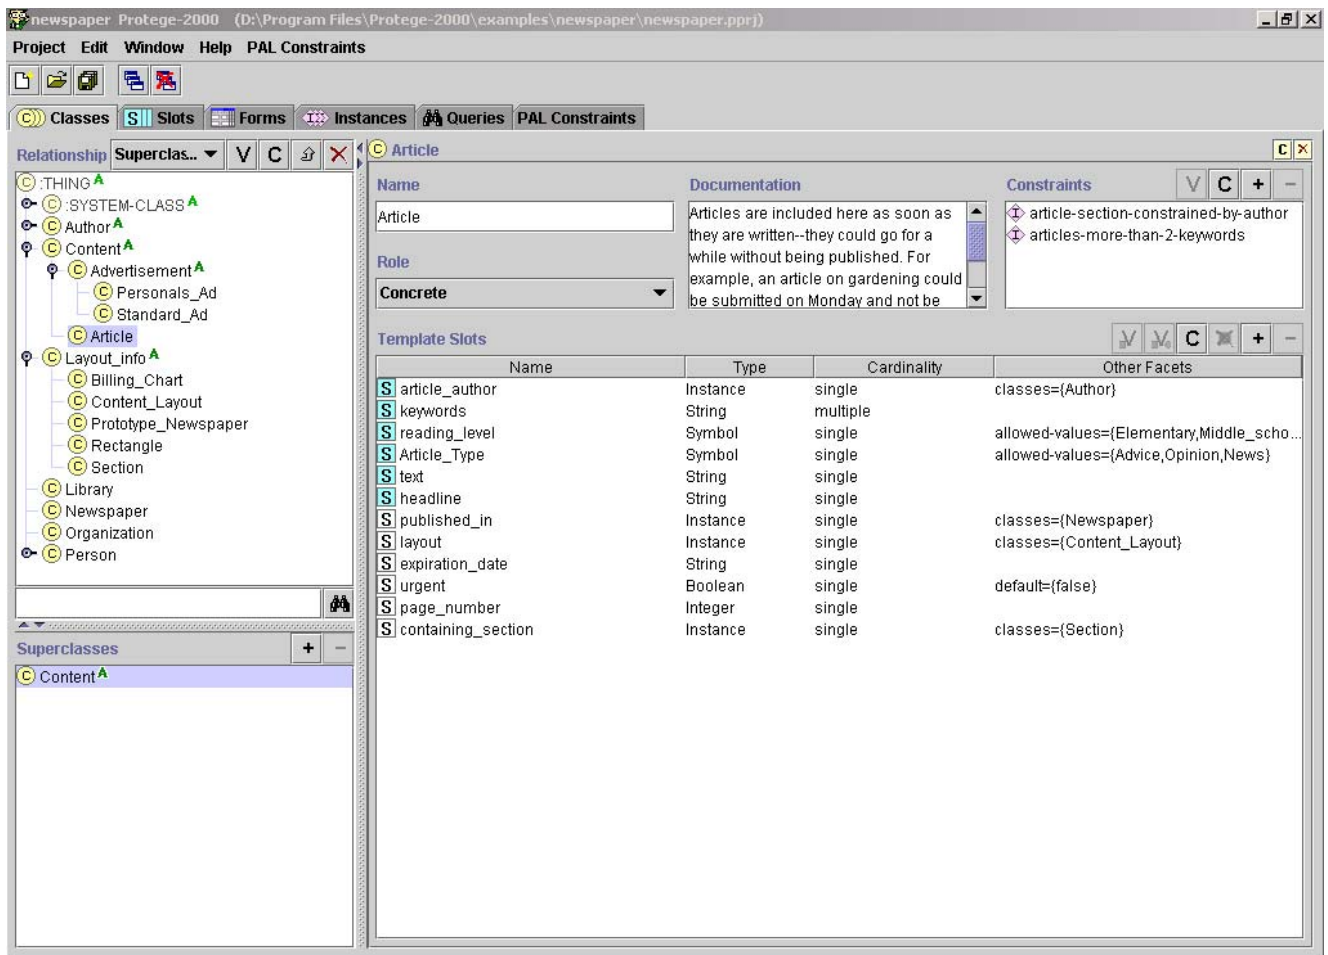 newspaper Protege-2000 (D:\Program Files\Protege-2000\examples\newspaper\newspaper.pprj)
Project Edit Window Help PAL Constraints
Classes Slots Forms Instances Queries PAL Constraints
Relationship Superclas... V C
:THING A
:SYSTEM-CLASS A
Author A
Content A
Advertisement A
Personals_Ad
Standard_Ad
Article
Layout_info A
Billing_Chart
Content_Layout
Prototype_Newspaper
Rectangle
Section
Library
Newspaper
Organization
Person
Superclasses + −
Content A
Article
Name
Article
Role
Concrete
Documentation
Articles are included here as soon as
they are written--they could go for a
while without being published. For
example, an article on gardening could
be submitted on Monday and not be
Constraints V C + −
article-section-constrained-by-author
articles-more-than-2-keywords
Template Slots V V C + −
Name Type Cardinality Other Facets
S article_author Instance single classes={Author}
S keywords String multiple
S reading_level Symbol single allowed-values={Elementary,Middle_scho...
S Article_Type Symbol single allowed-values={Advice,Opinion,News}
S text String single
S headline String single
S published_in Instance single classes={Newspaper}
S layout Instance single classes={Content_Layout}
S expiration_date String single
S urgent Boolean single default={false}
S page_number Integer single
S containing_section Instance single classes={Section}